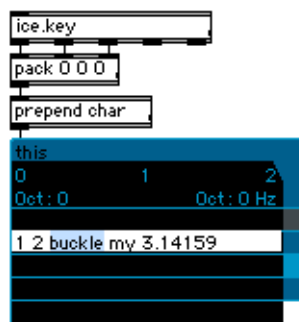 ice.key
pack 0 0 0
prepend char
this
0 1 2
Oct: 0 Oct: 0 Hz
1 2 buckle my 3.14159